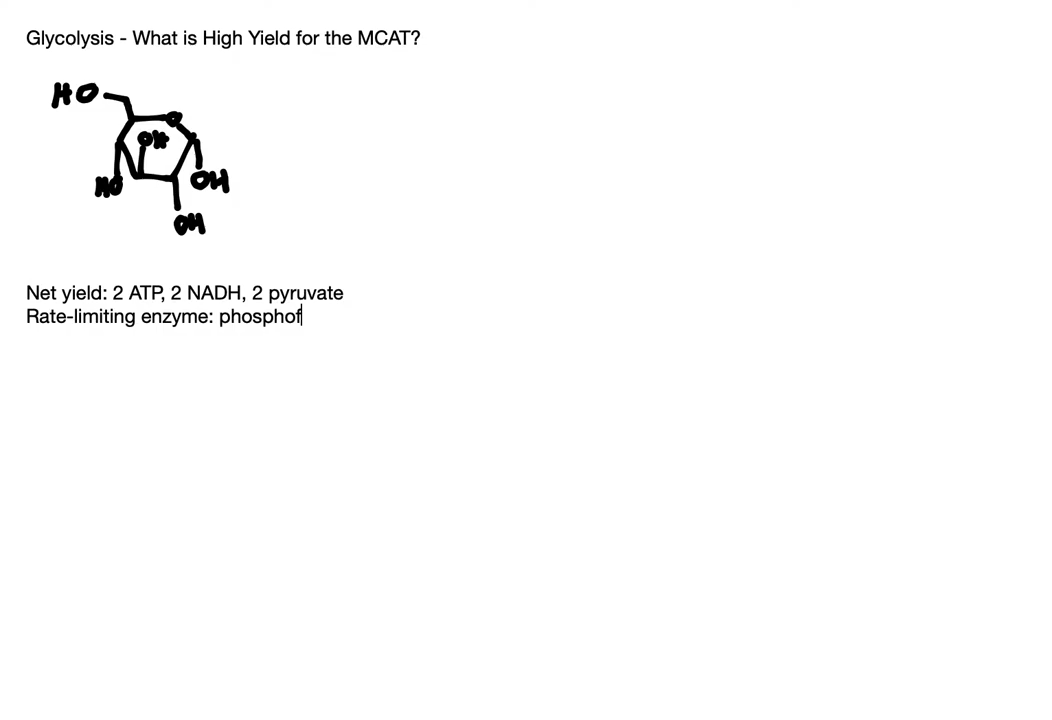 Glycolysis - What is High Yield for the MCAT?
HO
O
OH
HO
OH
OH
Net yield: 2 ATP, 2 NADH, 2 pyruvate
Rate-limiting enzyme: phosphof